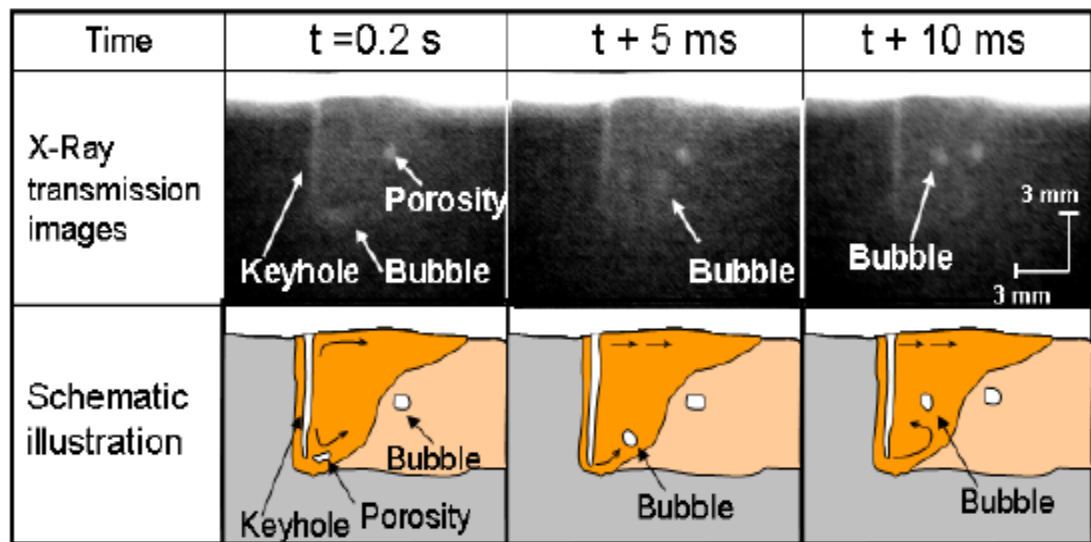 Time
t =0.2 s
t + 5 ms
t + 10 ms
X-Ray
transmission
images
Keyhole
Porosity
Bubble
Bubble
Bubble
3 mm
3 mm
Schematic
illustration
Keyhole
Bubble
Porosity
Bubble
Bubble